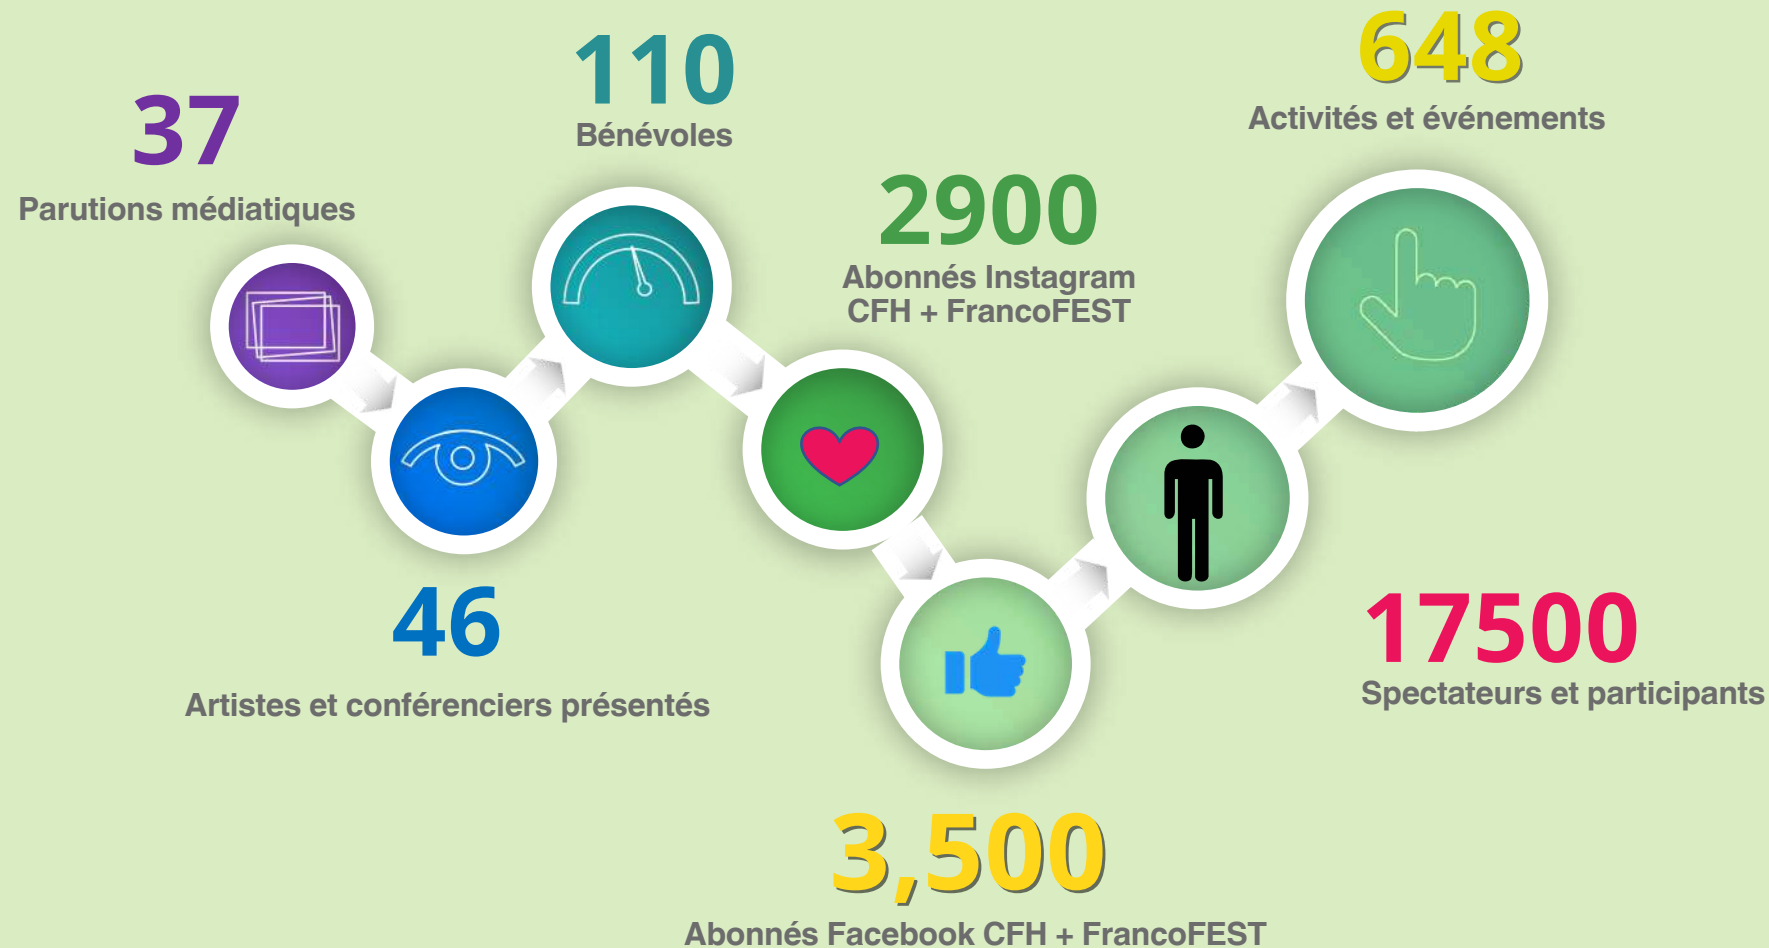 37
Parutions médiatiques
46
Artistes et conférenciers présentés
110
Bénévoles
2900
Abonnés Instagram
CFH + FrancoFEST
3,500
Abonnés Facebook CFH + FrancoFEST
17500
Spectateurs et participants
648
Activités et événements